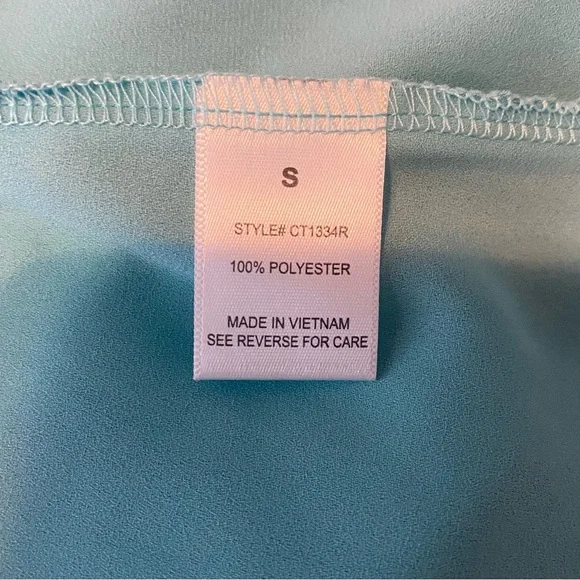 S
STYLE# CT1334R
100% POLYESTER
MADE IN VIETNAM
SEE REVERSE FOR CARE